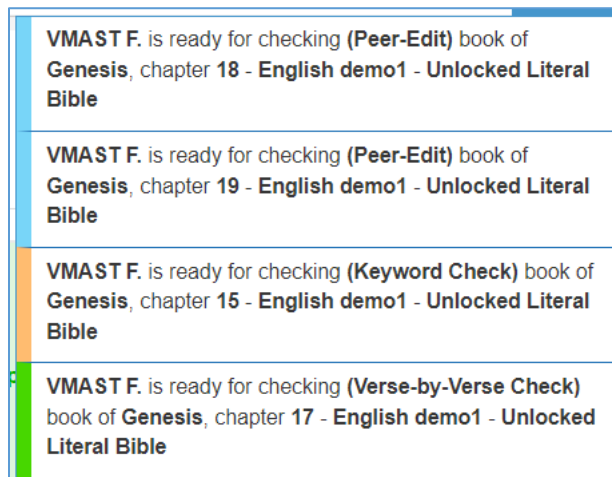 VMAST F. is ready for checking (Peer-Edit) book of
Genesis, chapter 18 - English demo1 - Unlocked Literal
Bible
VMAST F. is ready for checking (Peer-Edit) book of
Genesis, chapter 19 - English demo1 - Unlocked Literal
Bible
VMAST F. is ready for checking (Keyword Check) book of
Genesis, chapter 15 - English demo1 - Unlocked Literal
Bible
VMAST F. is ready for checking (Verse-by-Verse Check)
book of Genesis, chapter 17 - English demo1 - Unlocked
Literal Bible